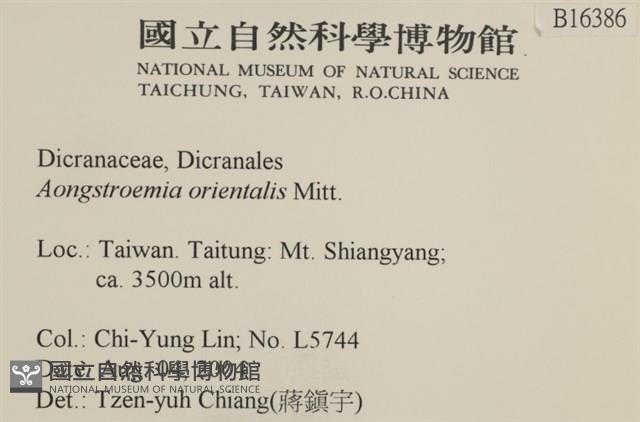 B16386
國立自然科學博物館
NATIONAL MUSEUM OF NATURAL SCIENCE
TAICHUNG, TAIWAN, R.O.CHINA
Dicranaceae, Dicranales
Aongstroemia orientalis Mitt.
Loc.: Taiwan. Taitung: Mt. Shiangyang;
ca. 3500m alt.
Col.: Chi-Yung Lin; No. L5744
國立自然科學博物館
NATIONAL MUSEUM OF NATURAL SCIENCE
Det.: Tzen-yuh Chiang(蔣鎮宇)